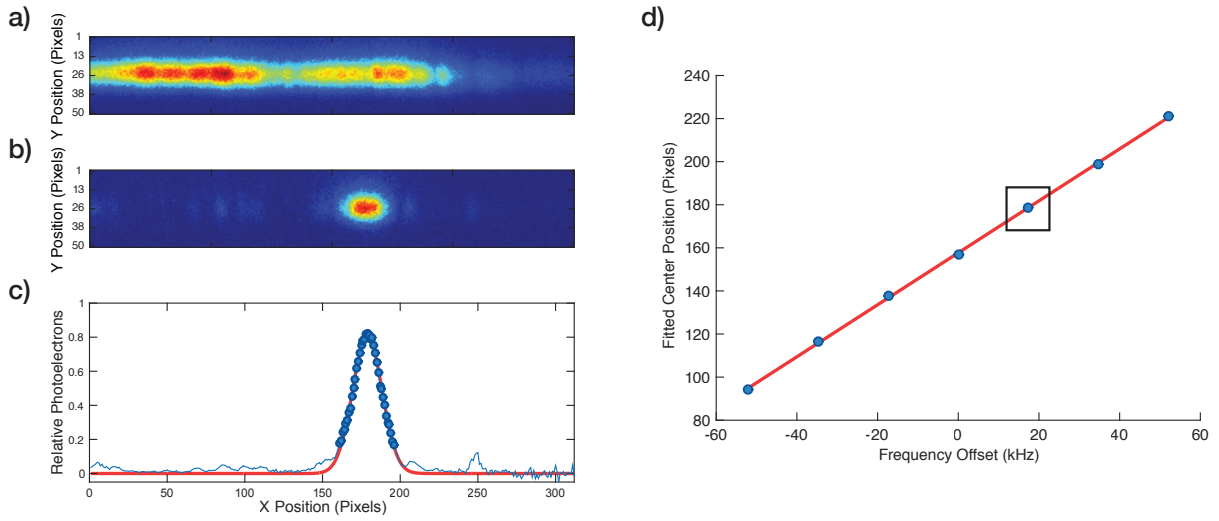 a)
Y Position (Pixels)
1
13
26
38
50
b)
Y Position (Pixels)
1
13
26
38
50
c)
Relative Photoelectrons
1
0.8
0.6
0.4
0.2
0
0 50 100 150 200 250 300
X Position (Pixels)
d)
Fitted Center Position (Pixels)
240
220
200
180
160
140
120
100
80
-60 -40 -20 0 20 40 60
Frequency Offset (kHz)